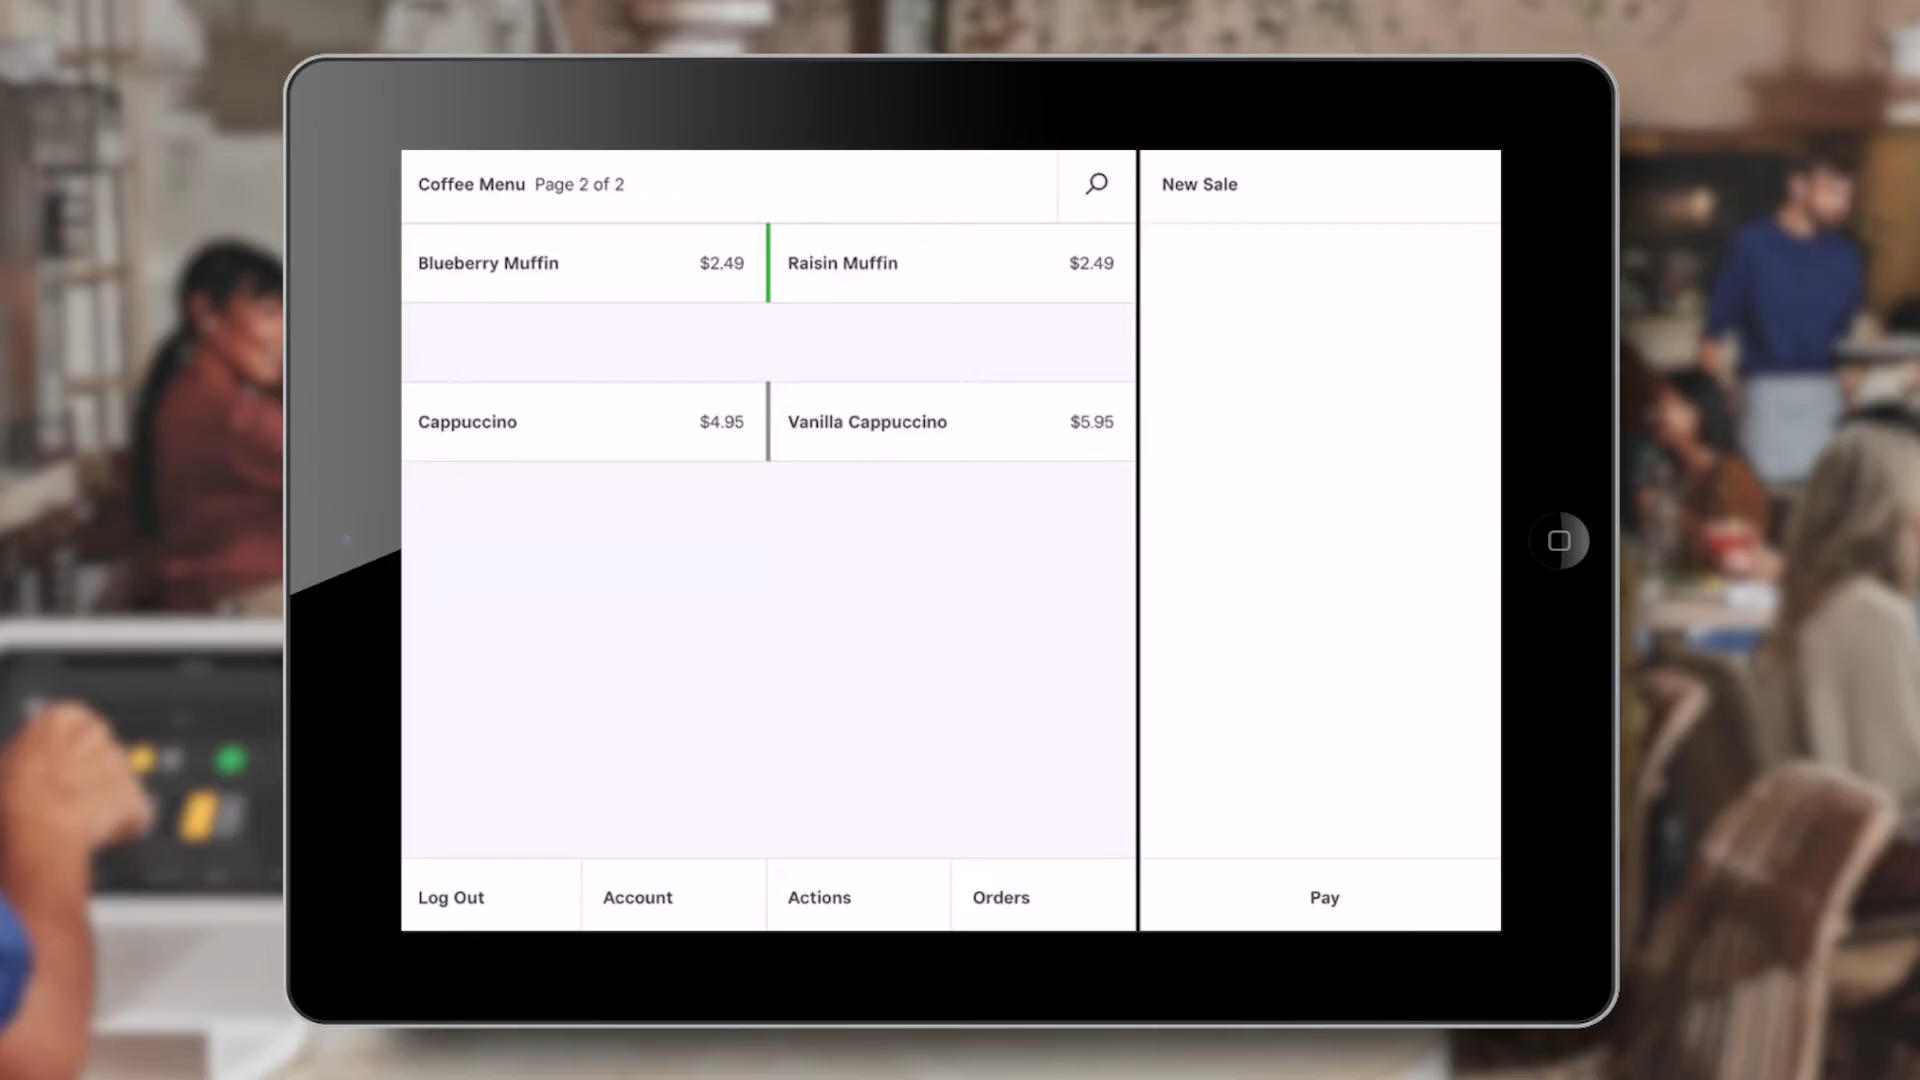 Coffee Menu Page 2 of 2
New Sale
Blueberry Muffin $2.49
Raisin Muffin $2.49
Cappuccino $4.95
Vanilla Cappuccino $5.95
Log Out
Account
Actions
Orders
Pay